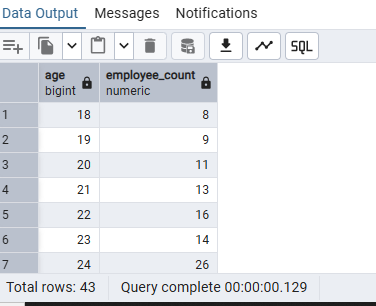 Data Output Messages Notifications
SQL
age employee_count
bigint numeric
1 18 8
2 19 9
3 20 11
4 21 13
5 22 16
6 23 14
7 24 26
Total rows: 43 Query complete 00:00:00.129